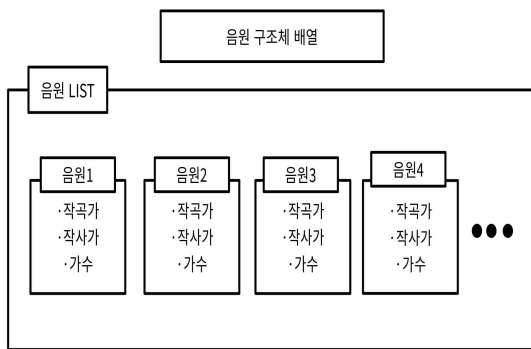 음원 구조체 배열
음원 LIST
음원1
·작곡가
·작사가
·가수
음원2
·작곡가
·작사가
·가수
음원3
·작곡가
·작사가
·가수
음원4
·작곡가
·작사가
·가수
●●●